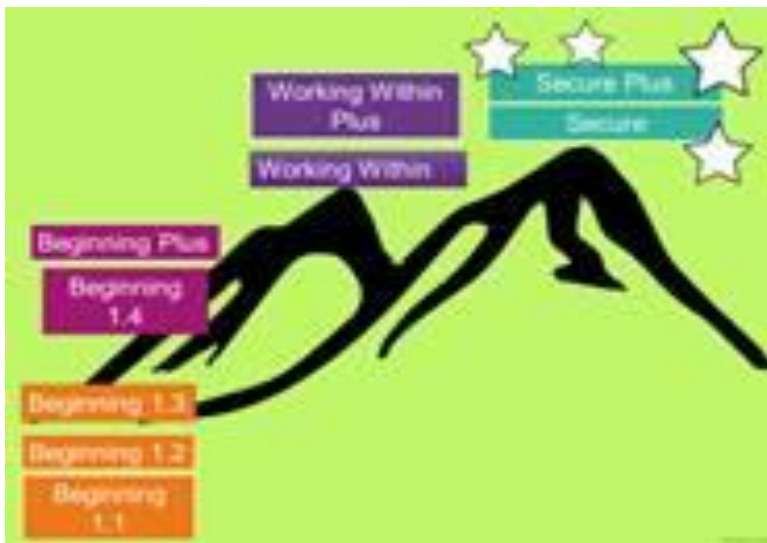 Secure Plus
Working Within
Plus
Secure
Working Within
Beginning Plus
Beginning
1.4
Beginning 1.3
Beginning 1.2
Beginning
1.1